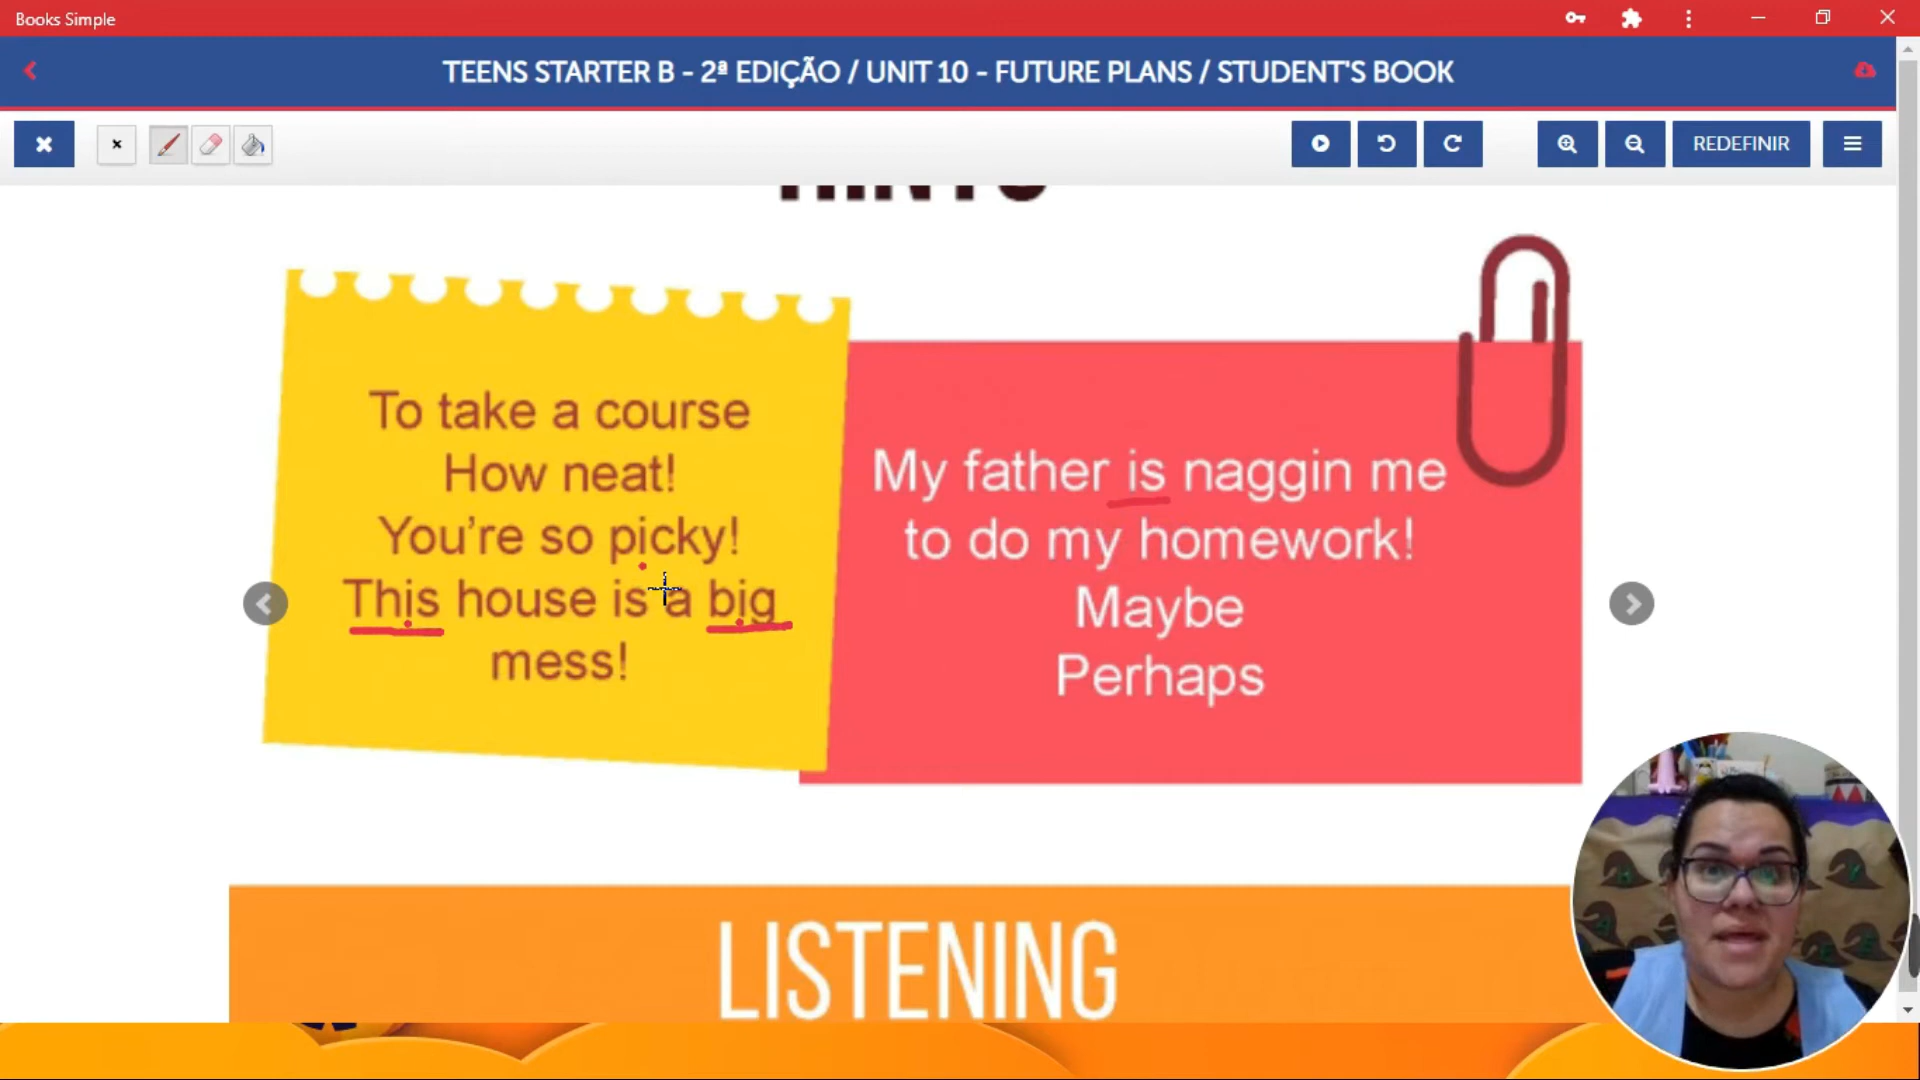 Books Simple
TEENS STARTER B - 2ª EDIÇÃO / UNIT 10 - FUTURE PLANS / STUDENT'S BOOK
REDEFINIR
To take a course
How neat!
You're so picky!
This house is a big
mess!
My father is naggin me
to do my homework!
Maybe
Perhaps
LISTENING